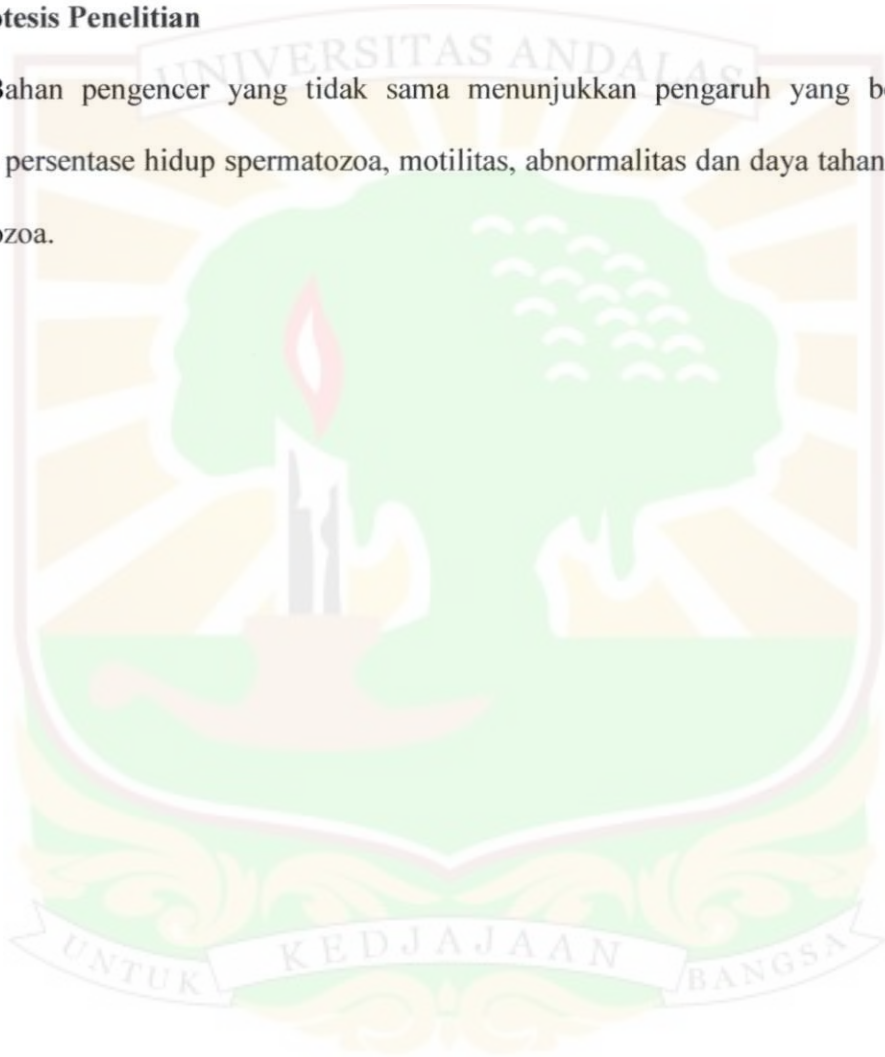 otesis Penelitian
UNIVERSITAS ANDALAS
Bahan pengencer yang tidak sama menunjukkan pengaruh yang be
persentase hidup spermatozoa, motilitas, abnormalitas dan daya tahan
ozoa.
UNTUK KEDJAJAAN BANGSA